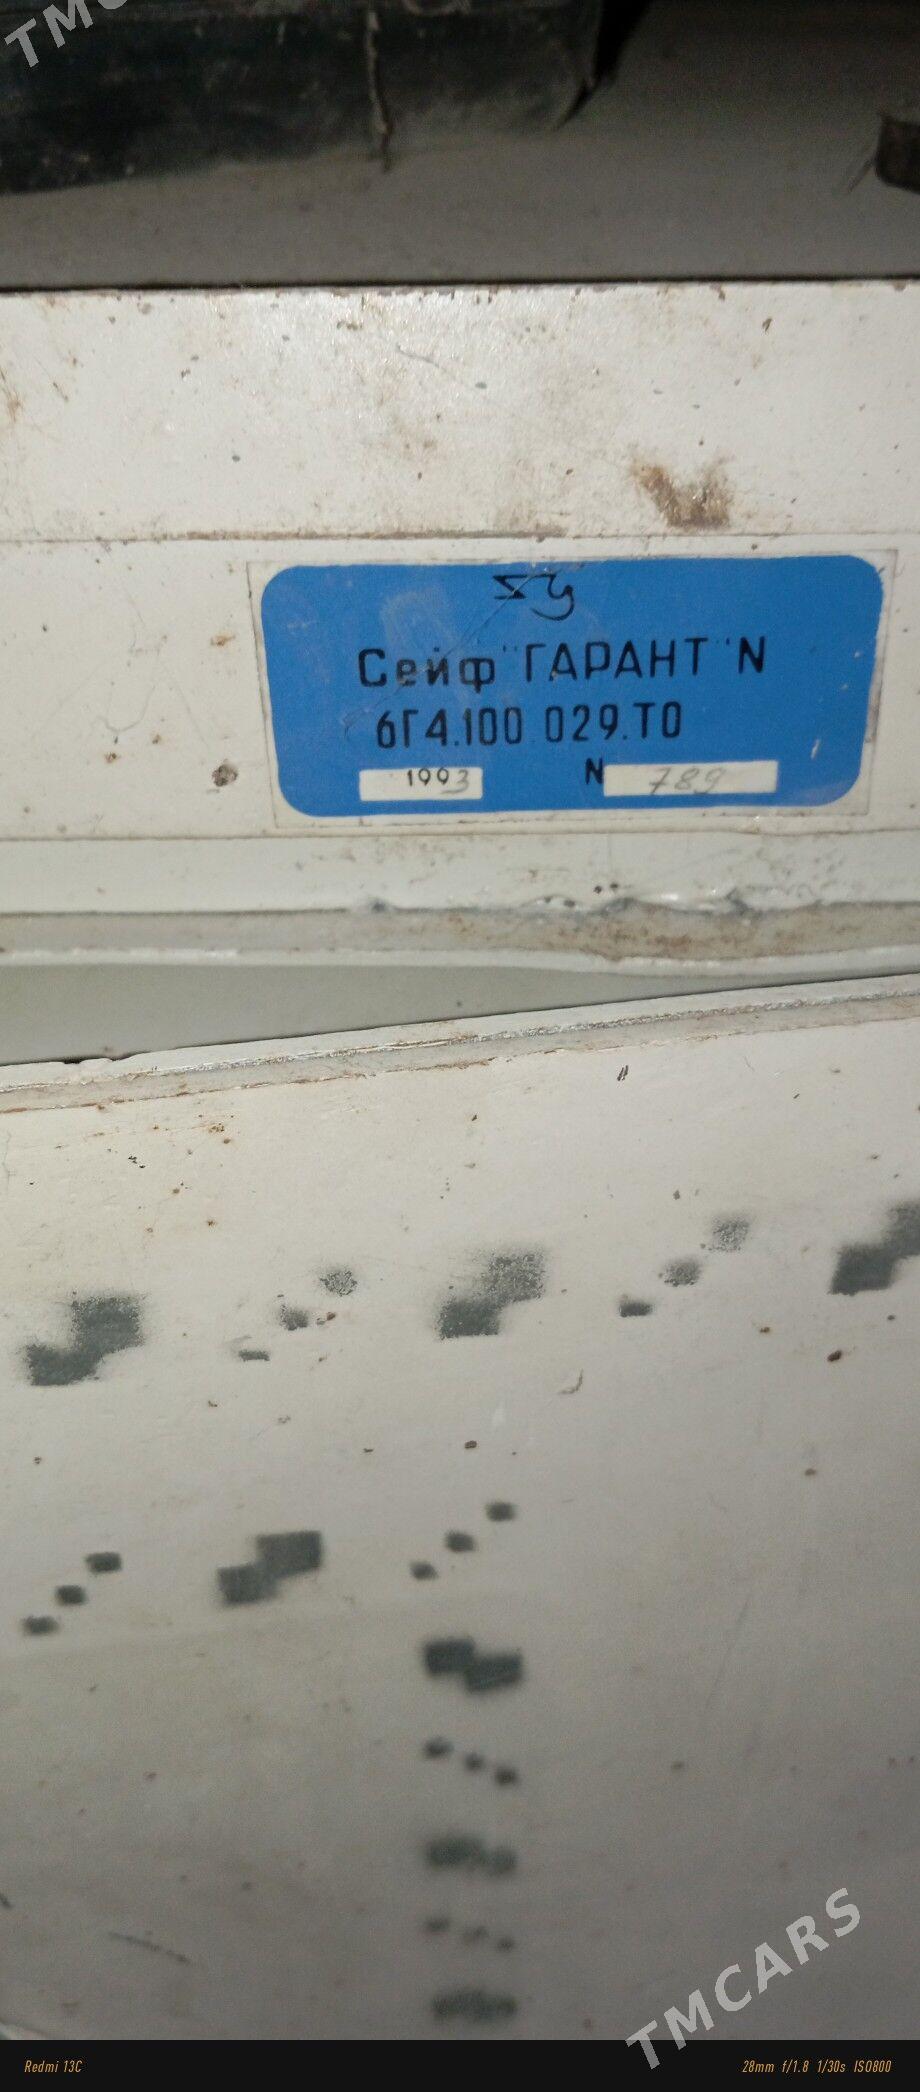 TMC
Сейф "ГАРАНТ" N
6Г4.100 029.ТО
1993 N 789
TMCARS
Redmi 13C 28mm f/1.8 1/30s ISO800